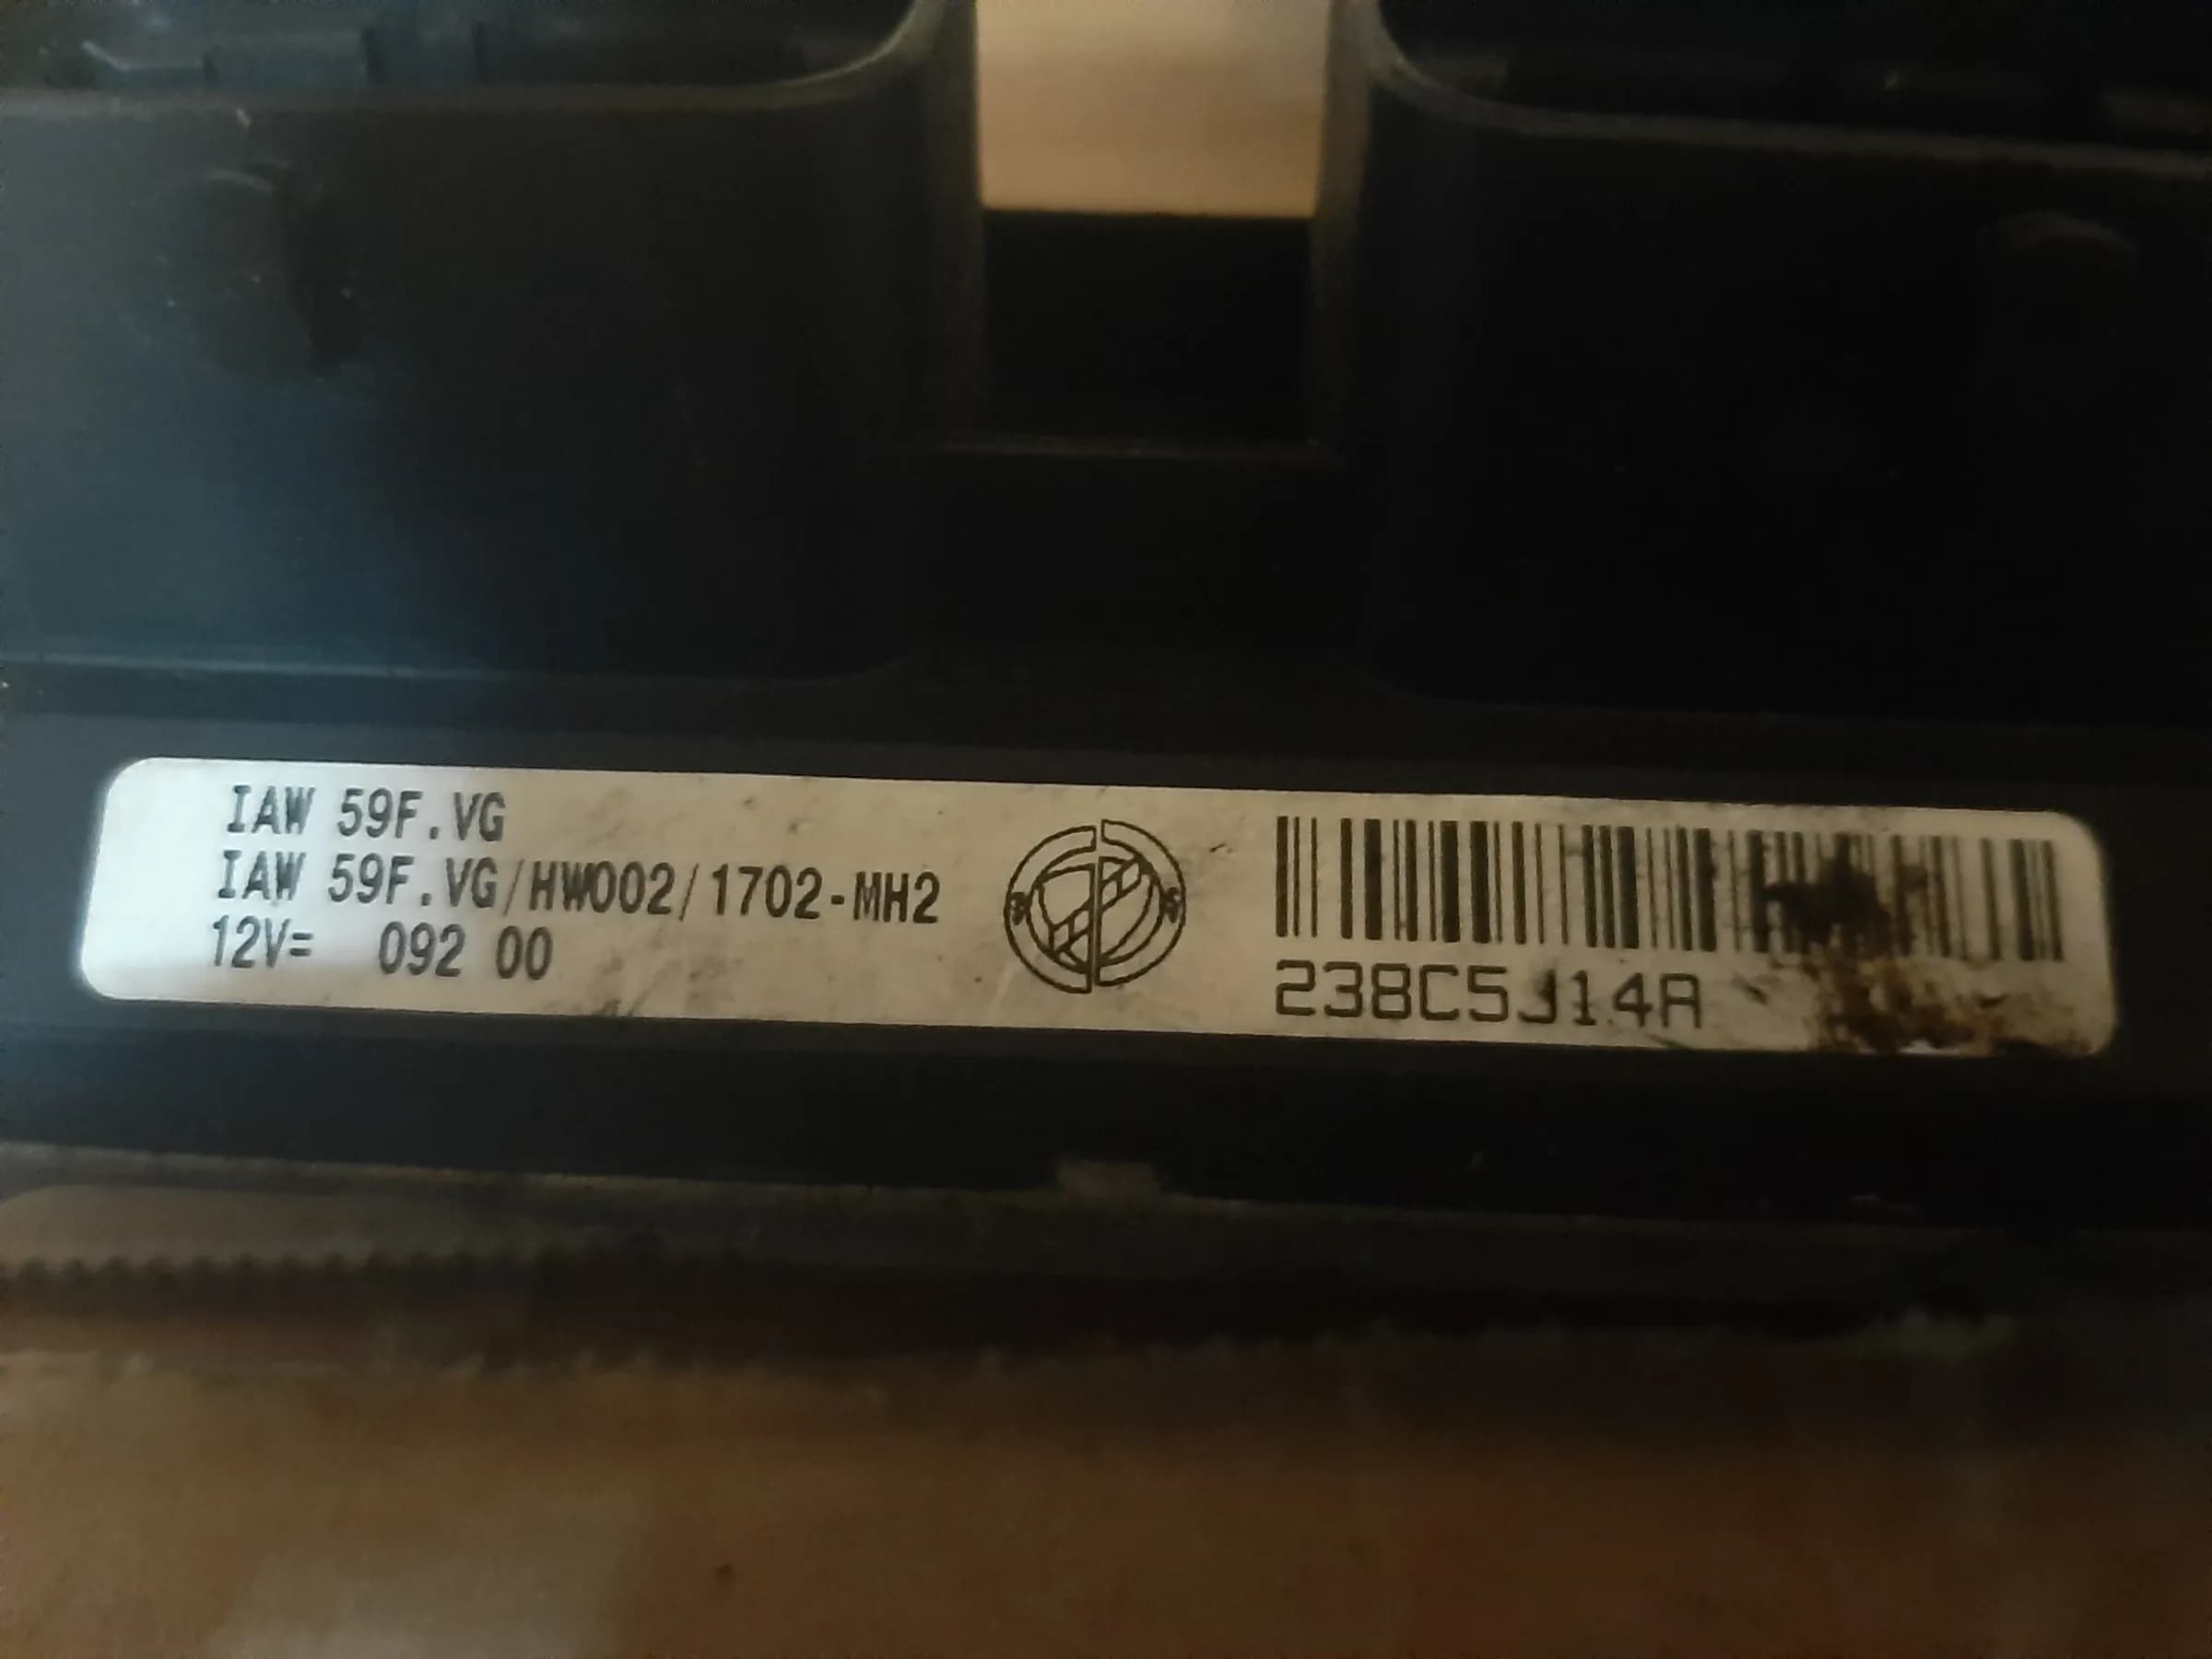 IAW 59F.VG
IAW 59F.VG/HW002/1702-MH2
12V= 092 00
238C5J14A